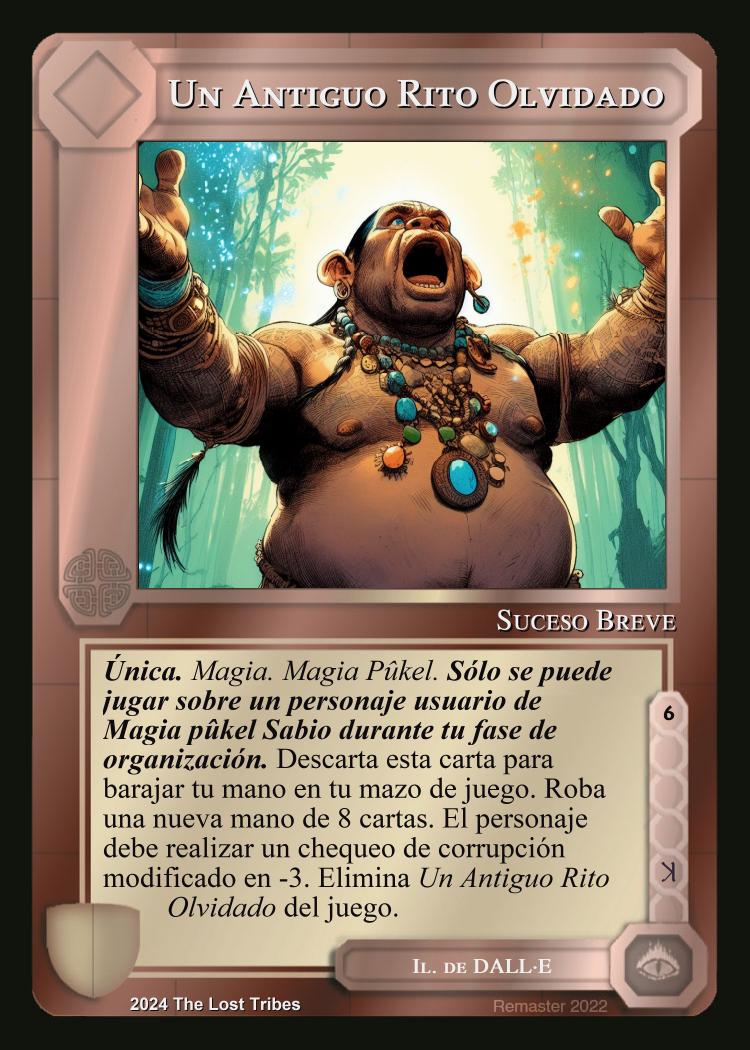 Un Antiguo Rito Olvidado
Suceso Breve
Única. Magia. Magia Pûkel. Sólo se puede
jugar sobre un personaje usuario de
Magia pûkel Sabio durante tu fase de
organización. Descarta esta carta para
barajar tu mano en tu mazo de juego. Roba
una nueva mano de 8 cartas. El personaje
debe realizar un chequeo de corrupción
modificado en -3. Elimina Un Antiguo Rito
Olvidado del juego.
6
Il. de DALL·E
2024 The Lost Tribes
Remaster 2022